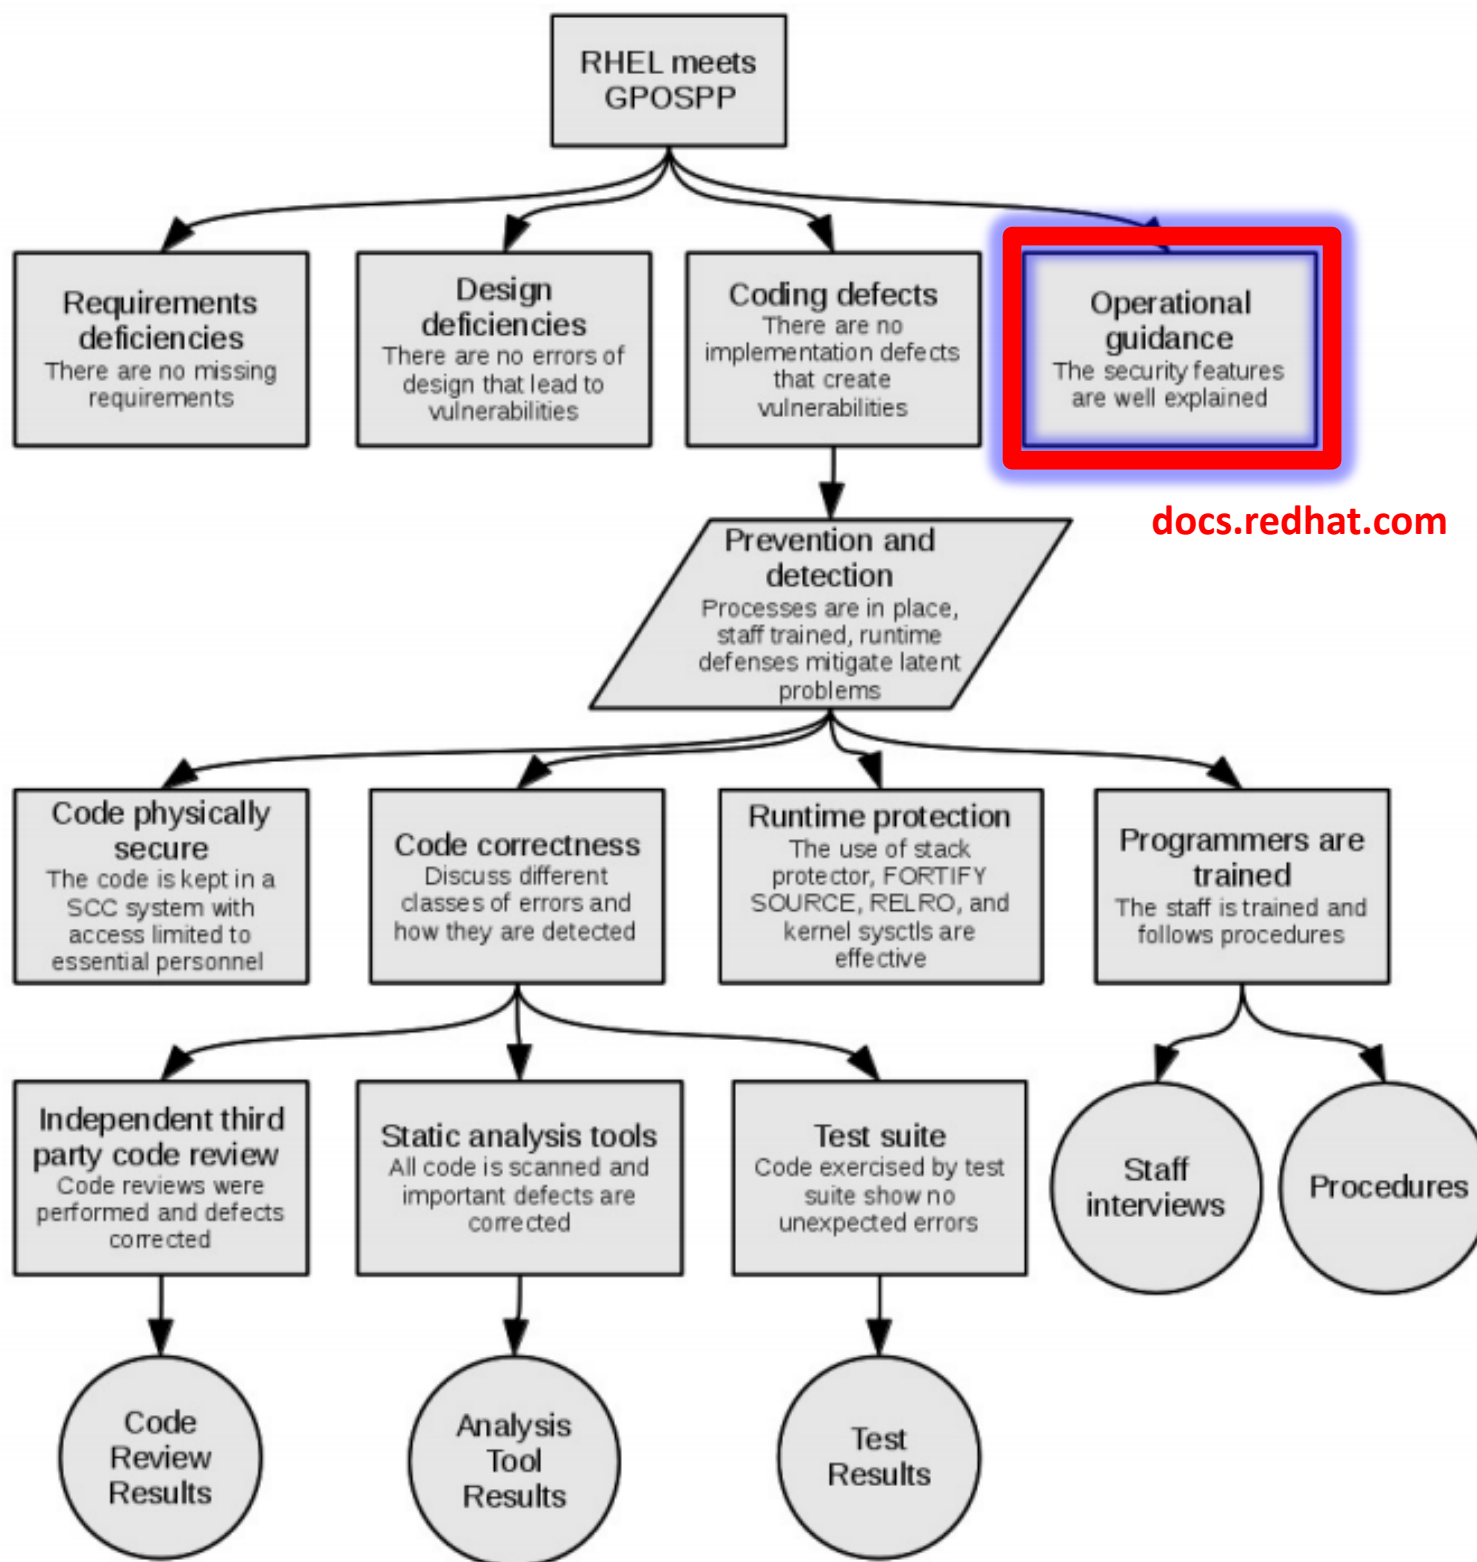 RHEL meets
GPOSPP
Requirements
deficiencies
There are no missing
requirements
Design
deficiencies
There are no errors of
design that lead to
vulnerabilities
Coding defects
There are no
implementation defects
that create
vulnerabilities
Operational
guidance
The security features
are well explained
docs.redhat.com
Prevention and
detection
Processes are in place,
staff trained, runtime
defenses mitigate latent
problems
Code physically
secure
The code is kept in a
SCC system with
access limited to
essential personnel
Code correctness
Discuss different
classes of errors and
how they are detected
Runtime protection
The use of stack
protector, FORTIFY
SOURCE, RELRO, and
kernel sysctls are
effective
Programmers are
trained
The staff is trained and
follows procedures
Independent third
party code review
Code reviews were
performed and defects
corrected
Static analysis tools
All code is scanned and
important defects are
corrected
Test suite
Code exercised by test
suite show no
unexpected errors
Staff
interviews
Procedures
Code
Review
Results
Analysis
Tool
Results
Test
Results